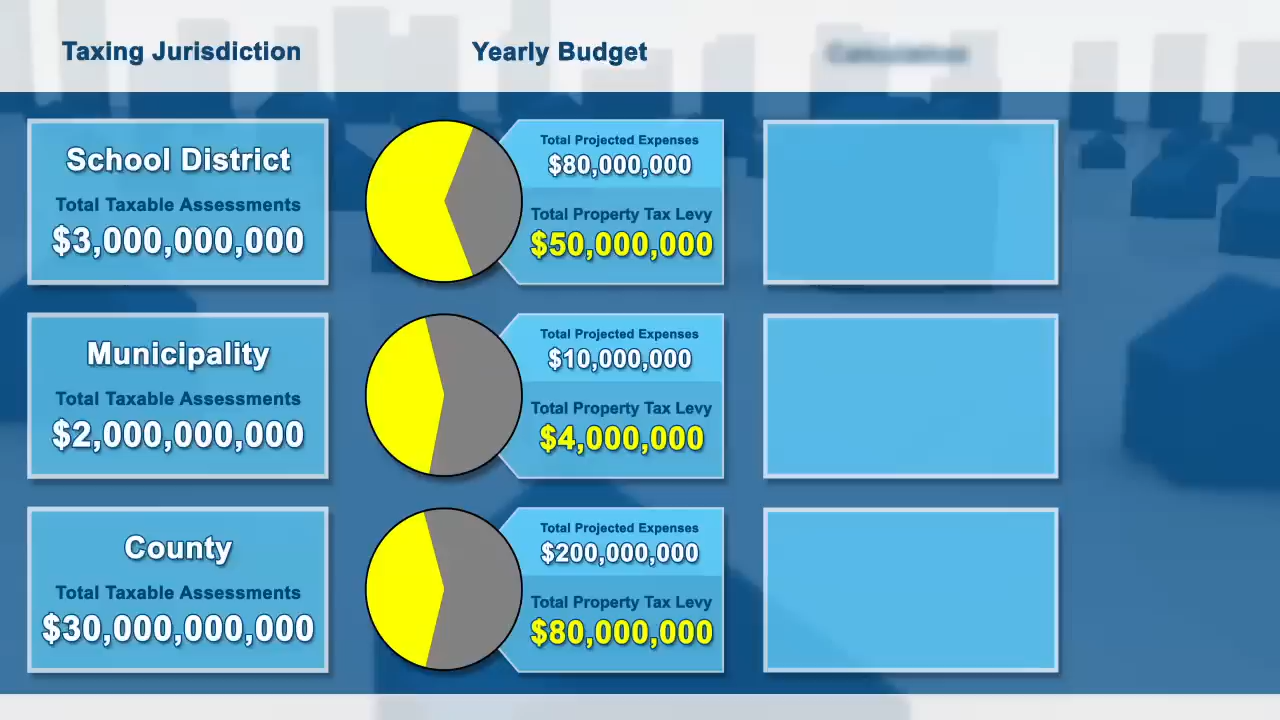 Taxing Jurisdiction
Yearly Budget
School District
Total Taxable Assessments
$3,000,000,000
Total Projected Expenses
$80,000,000
Total Property Tax Levy
$50,000,000
Municipality
Total Taxable Assessments
$2,000,000,000
Total Projected Expenses
$10,000,000
Total Property Tax Levy
$4,000,000
County
Total Taxable Assessments
$30,000,000,000
Total Projected Expenses
$200,000,000
Total Property Tax Levy
$80,000,000